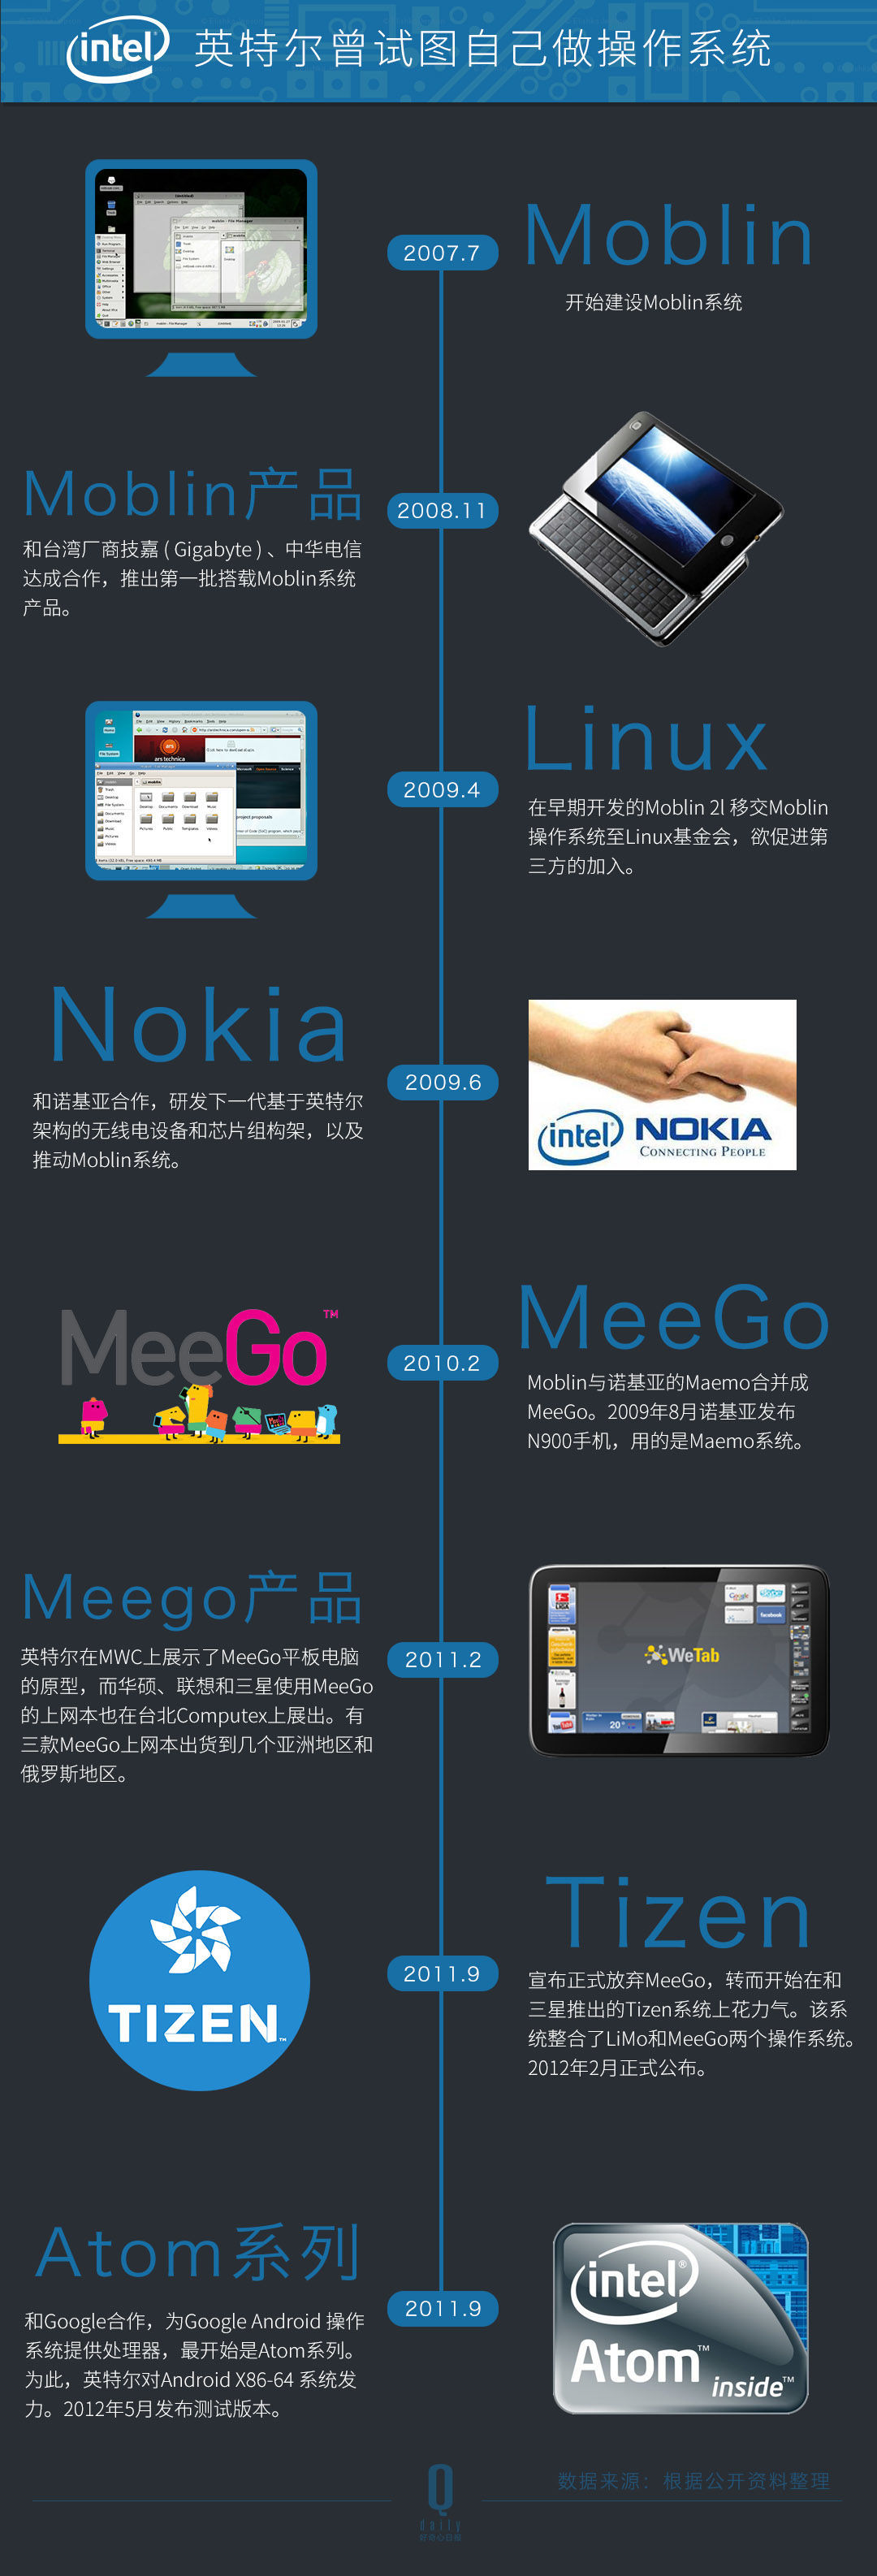 intel 英特尔曾试图自己做操作系统
2007.7
Moblin
开始建设Moblin系统
Moblin产品
2008.11
和台湾厂商技嘉 ( Gigabyte ) 、中华电信
达成合作，推出第一批搭载Moblin系统
产品。
ars technica
2009.4
Linux
在早期开发的Moblin 2l 移交Moblin
操作系统至Linux基金会，欲促进第
三方的加入。
Nokia
2009.6
和诺基亚合作，研发下一代基于英特尔
架构的无线电设备和芯片组构架，以及
推动Moblin系统。
intel NOKIA
CONNECTING PEOPLE
MeeGo™
2010.2
MeeGo
Moblin与诺基亚的Maemo合并成
MeeGo。2009年8月诺基亚发布
N900手机，用的是Maemo系统。
Meego产品
2011.2
英特尔在MWC上展示了MeeGo平板电脑
的原型，而华硕、联想和三星使用MeeGo
的上网本也在台北Computex上展出。有
三款MeeGo上网本出货到几个亚洲地区和
俄罗斯地区。
WeTab
TIZEN™
2011.9
Tizen
宣布正式放弃MeeGo，转而开始在和
三星推出的Tizen系统上花力气。该系
统整合了LiMo和MeeGo两个操作系统。
2012年2月正式公布。
Atom系列
2011.9
和Google合作，为Google Android 操作
系统提供处理器，最开始是Atom系列。
为此，英特尔对Android X86-64 系统发
力。2012年5月发布测试版本。
intel®
Atom™
inside™
数据来源：根据公开资料整理
Q
daily
好奇心日报